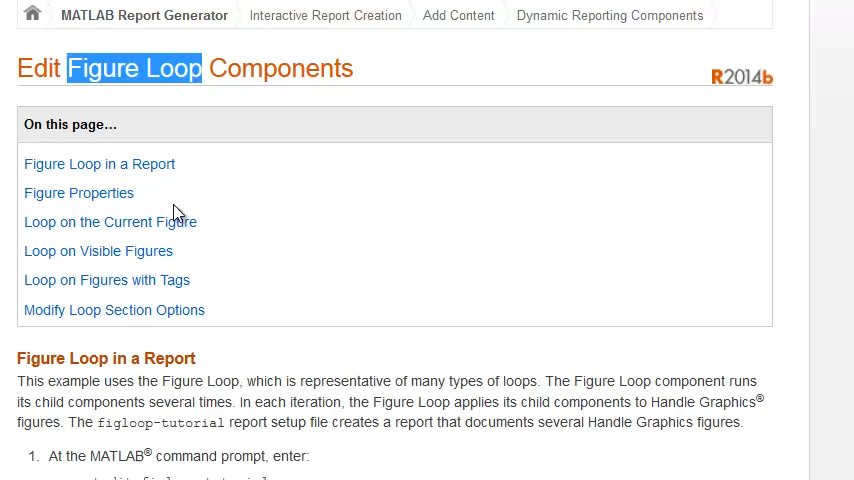 MATLAB Report Generator Interactive Report Creation Add Content Dynamic Reporting Components
Edit Figure Loop Components
R2014b
On this page…
Figure Loop in a Report
Figure Properties
Loop on the Current Figure
Loop on Visible Figures
Loop on Figures with Tags
Modify Loop Section Options
Figure Loop in a Report
This example uses the Figure Loop, which is representative of many types of loops. The Figure Loop component runs
its child components several times. In each iteration, the Figure Loop applies its child components to Handle Graphics®
figures. The figloop-tutorial report setup file creates a report that documents several Handle Graphics figures.
1. At the MATLAB® command prompt, enter: